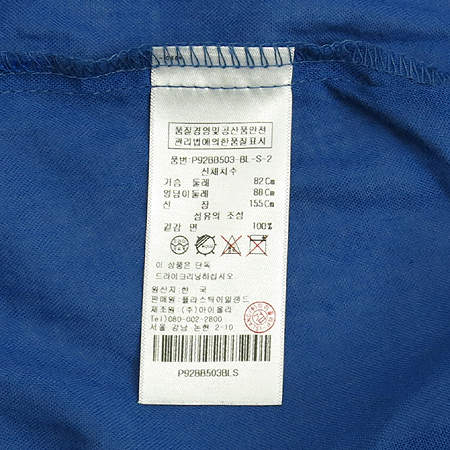 품질경영및공산품안전
관리법에의한품질표시
품번:P92BB503-BL-S-2
신체치수
가슴 둘레 82Cm
엉덩이둘레 88Cm
신 장 155Cm
섬유의 조성
겉감 면 100%
이 상품은 단독
드라이크리닝하십시오.
원산지: 한 국
판매원:플라스틱아일랜드
제조원:(주)아이올리
Tel)080-002-2800
서울 강남 논현 2-10
P92BB503BLS